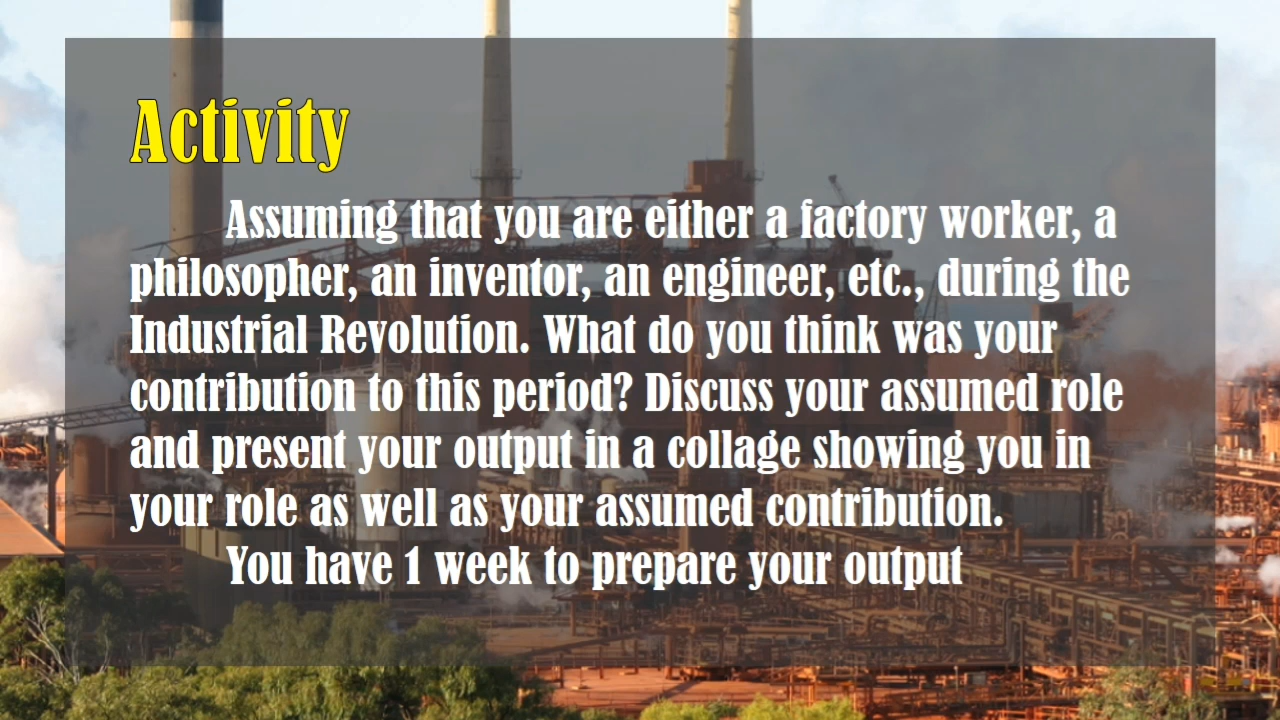 Activity
Assuming that you are either a factory worker, a
philosopher, an inventor, an engineer, etc., during the
Industrial Revolution. What do you think was your
contribution to this period? Discuss your assumed role
and present your output in a collage showing you in
your role as well as your assumed contribution.
You have 1 week to prepare your output